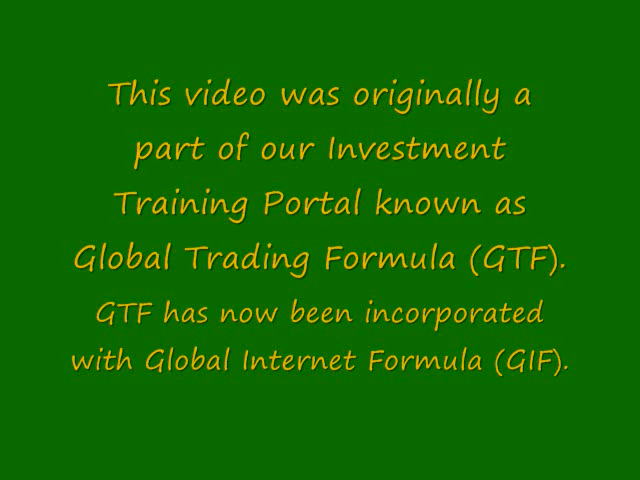 This video was originally a
part of our Investment
Training Portal known as
Global Trading Formula (GTF).
GTF has now been incorporated
with Global Internet Formula (GIF).